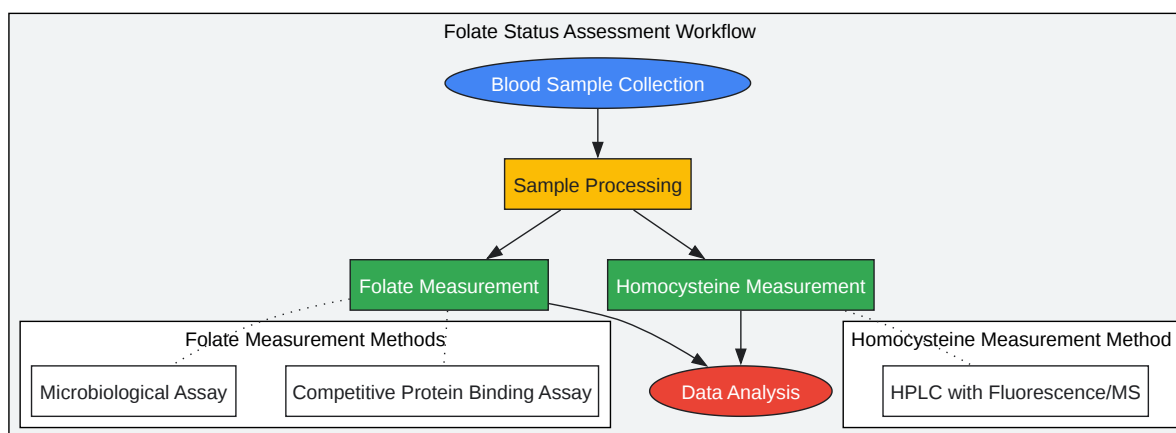 Folate Status Assessment Workflow
Blood Sample Collection
Sample Processing
Folate Measurement
Homocysteine Measurement
Folate Measurement Methods
Homocysteine Measurement Method
Microbiological Assay
Competitive Protein Binding Assay
Data Analysis
HPLC with Fluorescence/MS